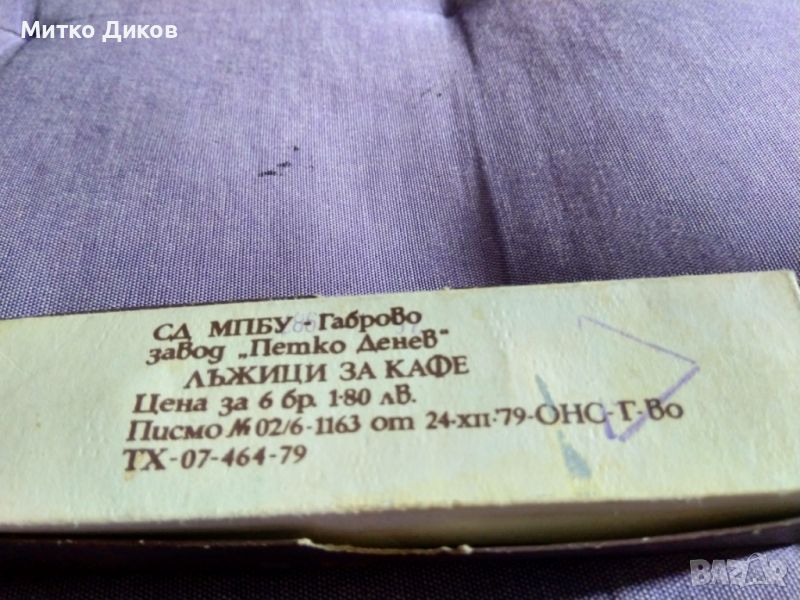 Митко Диков
СД МПБУ - Габрово
завод „Петко Денев"
ЛЪЖИЦИ ЗА КАФЕ
Цена за 6 бр. 1·80 лв.
Писмо № 02/6-1163 от 24·XII·79-ОНС-Г-во
ТХ-07-464-79
BAZAR